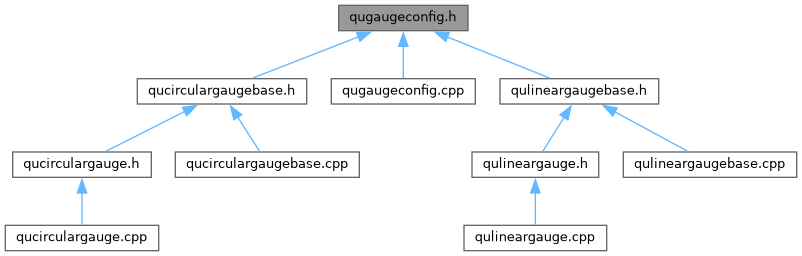 qugaugeconfig.h
qucirculargaugebase.h
qugaugeconfig.cpp
qulineargaugebase.h
qucirculargauge.h
qucirculargaugebase.cpp
qulineargauge.h
qulineargaugebase.cpp
qucirculargauge.cpp
qulineargauge.cpp